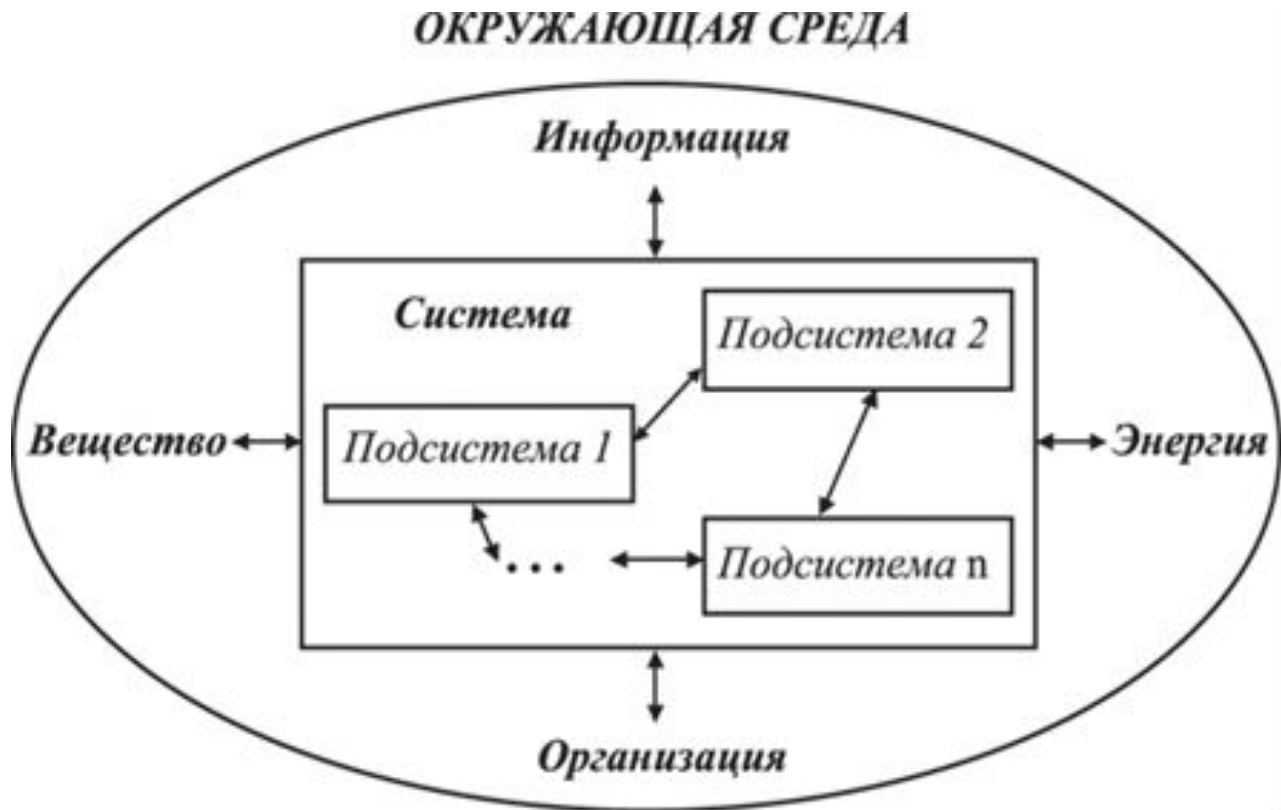 ОКРУЖАЮЩАЯ СРЕДА
Информация
Система
Подсистема 2
Вещество
Подсистема 1
Энергия
...
Подсистема n
Организация